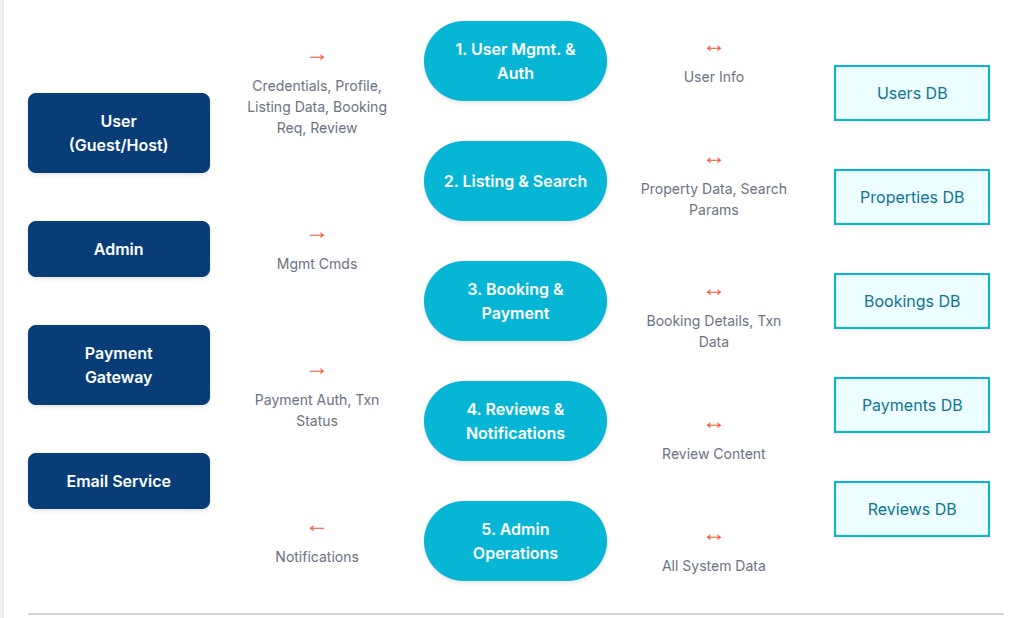 User
(Guest/Host)
Admin
Payment
Gateway
Email Service
→
Credentials, Profile,
Listing Data, Booking
Req, Review
→
Mgmt Cmds
→
Payment Auth, Txn
Status
←
Notifications
1. User Mgmt. &
Auth
2. Listing & Search
3. Booking &
Payment
4. Reviews &
Notifications
5. Admin
Operations
↔
User Info
↔
Property Data, Search
Params
↔
Booking Details, Txn
Data
↔
Review Content
↔
All System Data
Users DB
Properties DB
Bookings DB
Payments DB
Reviews DB